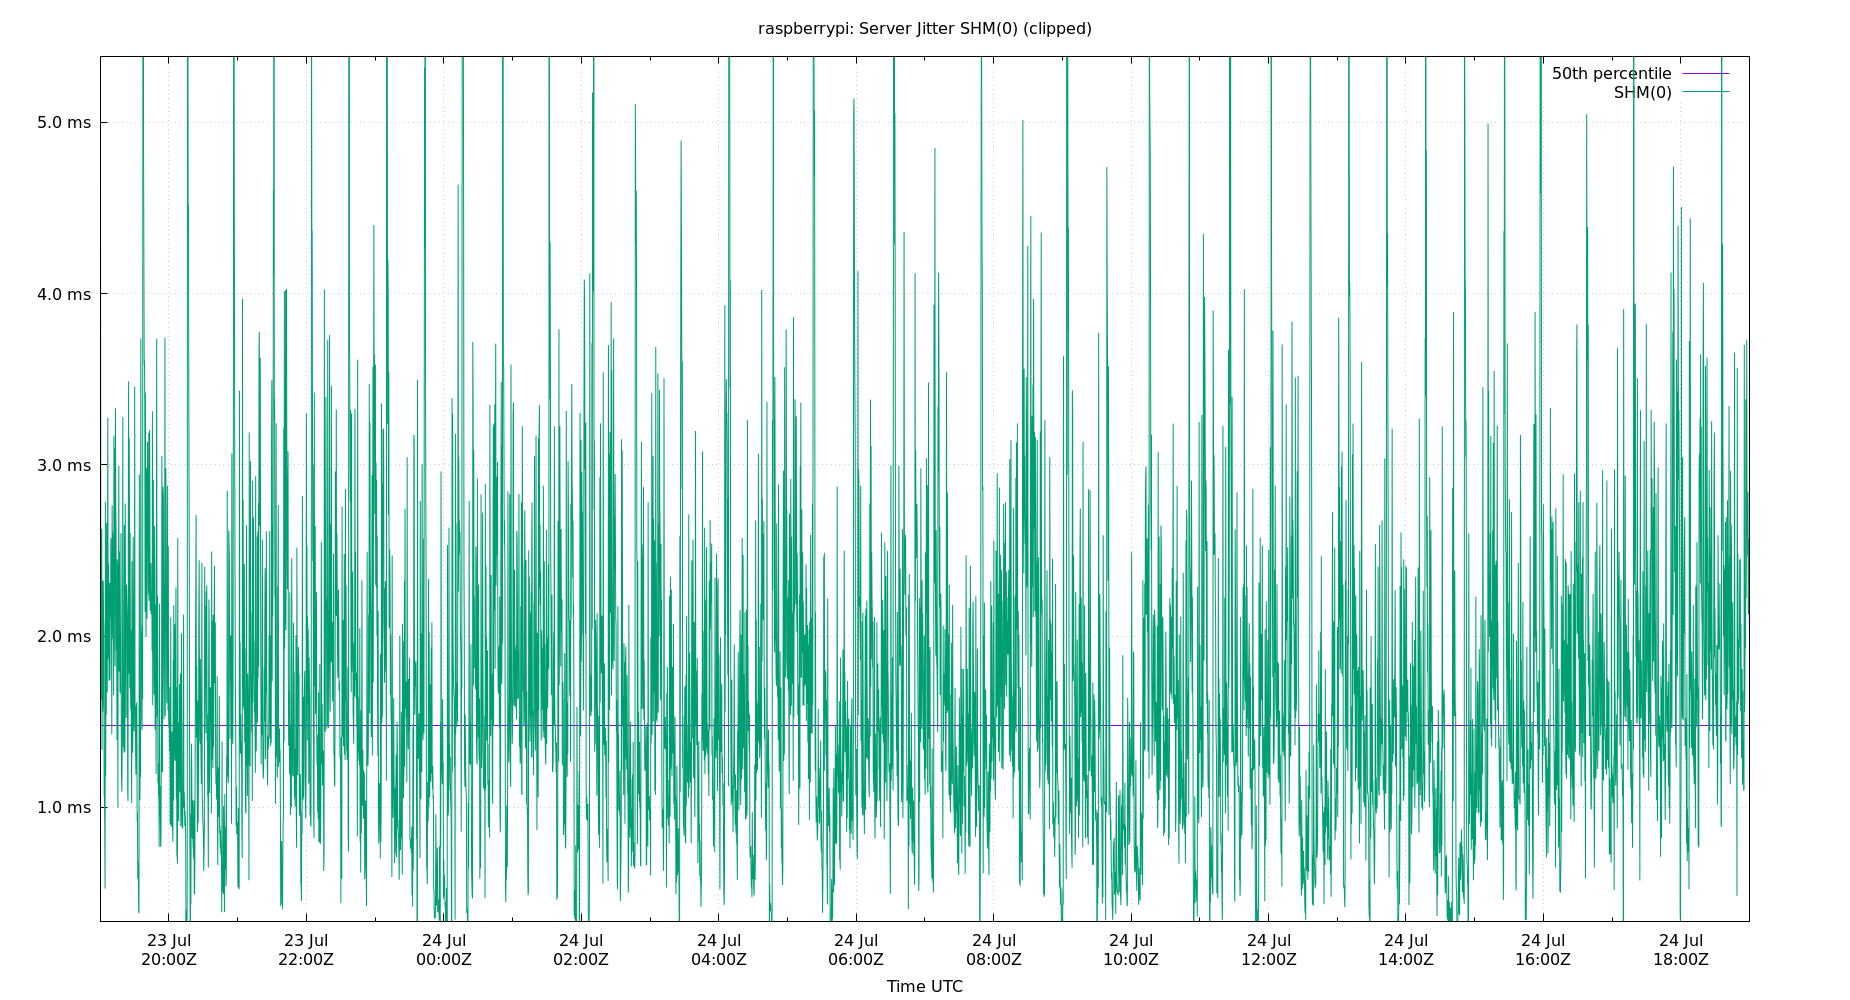 raspberrypi: Server Jitter SHM(0) (clipped)
50th percentile
SHM(0)
5.0 ms
4.0 ms
3.0 ms
2.0 ms
1.0 ms
23 Jul 23 Jul 24 Jul 24 Jul 24 Jul 24 Jul 24 Jul 24 Jul 24 Jul 24 Jul 24 Jul 24 Jul
20:00Z 22:00Z 00:00Z 02:00Z 04:00Z 06:00Z 08:00Z 10:00Z 12:00Z 14:00Z 16:00Z 18:00Z
Time UTC